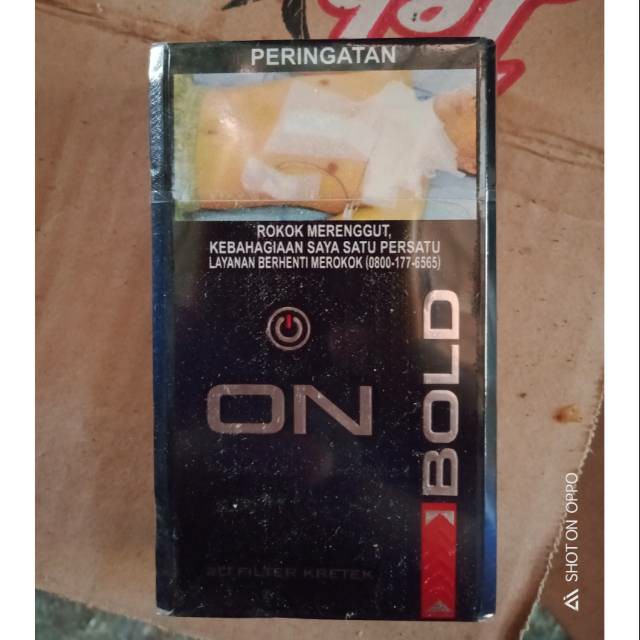 PERINGATAN
ROKOK MERENGGUT,
KEBAHAGIAAN SAYA SATU PERSATU
LAYANAN BERHENTI MEROKOK (0800-177-6565)
ON
BOLD
FILTER KRETEK
SHOT ON OPPO